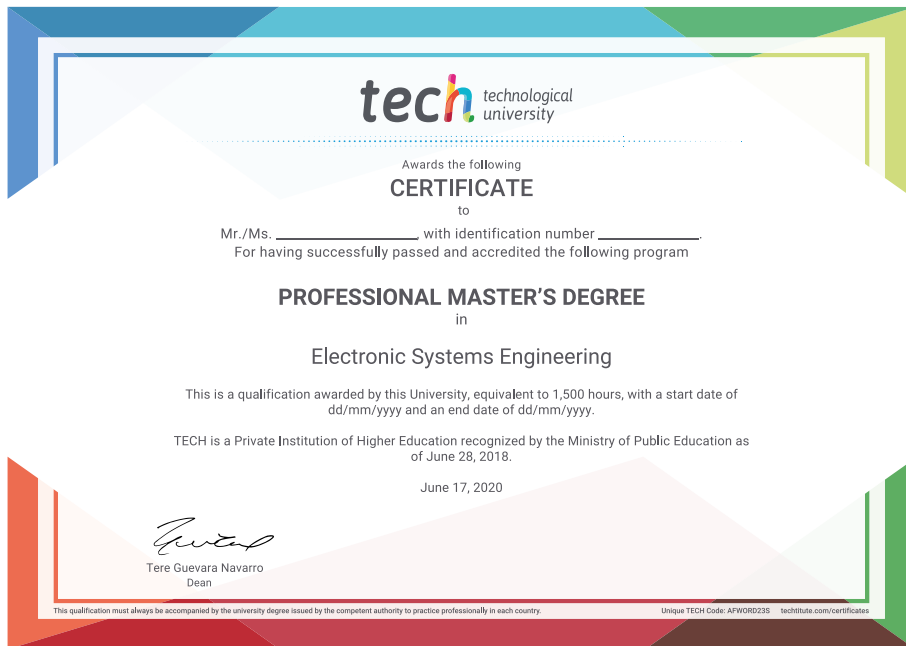 tech technological
university
Awards the following
CERTIFICATE
to
Mr./Ms. ____________________, with identification number ______________.
For having successfully passed and accredited the following program
PROFESSIONAL MASTER'S DEGREE
in
Electronic Systems Engineering
This is a qualification awarded by this University, equivalent to 1,500 hours, with a start date of
dd/mm/yyyy and an end date of dd/mm/yyyy.
TECH is a Private Institution of Higher Education recognized by the Ministry of Public Education as
of June 28, 2018.
June 17, 2020
Tere Guevara Navarro
Dean
This qualification must always be accompanied by the university degree issued by the competent authority to practice professionally in each country. Unique TECH Code: AFWORD23S techtitute.com/certificates